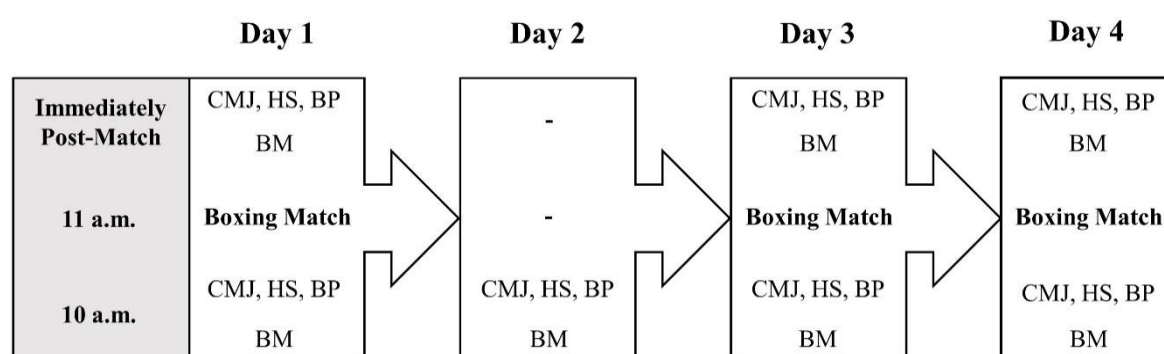 Day 1
Day 2
Day 3
Day 4
Immediately
Post-Match
CMJ, HS, BP
BM
-
CMJ, HS, BP
BM
CMJ, HS, BP
BM
11 a.m.
Boxing Match
-
Boxing Match
Boxing Match
10 a.m.
CMJ, HS, BP
BM
CMJ, HS, BP
BM
CMJ, HS, BP
BM
CMJ, HS, BP
BM